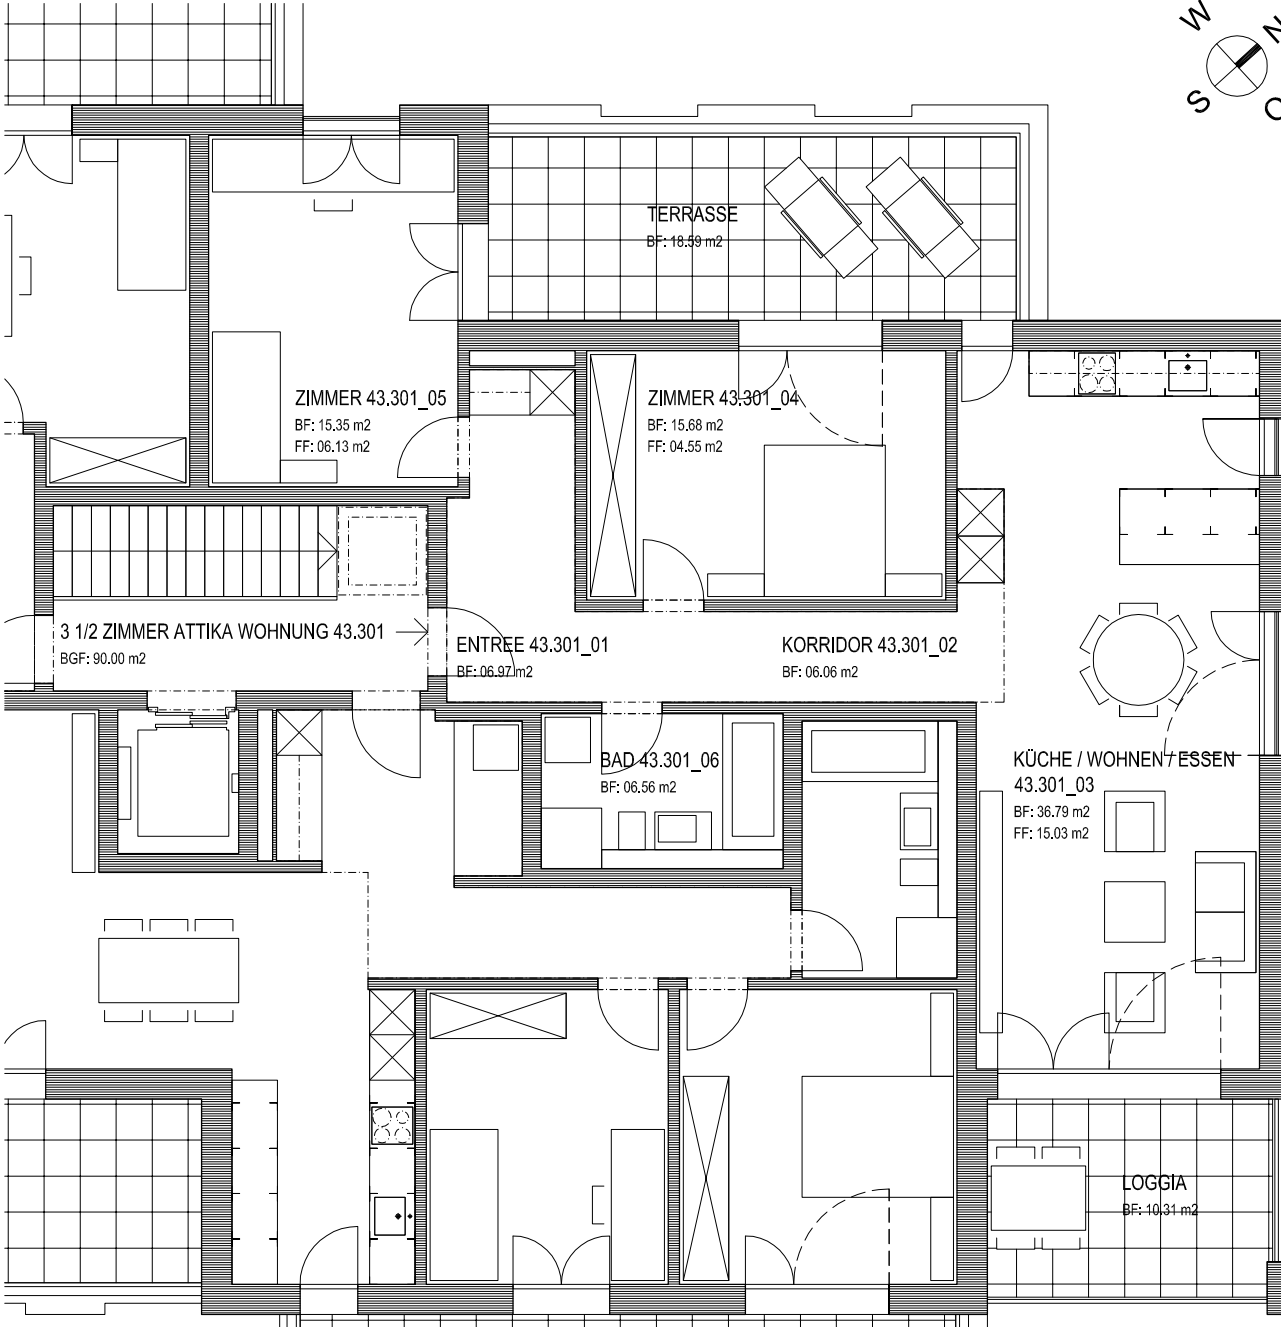 W
N
S
O
TERRASSE
BF: 18.59 m2
ZIMMER 43.301_05
BF: 15.35 m2
FF: 06.13 m2
ZIMMER 43.301_04
BF: 15.68 m2
FF: 04.55 m2
3 1/2 ZIMMER ATTIKA WOHNUNG 43.301
BGF: 90.00 m2
ENTREE 43.301_01
BF: 06.97 m2
KORRIDOR 43.301_02
BF: 06.06 m2
BAD 43.301_06
BF: 06.56 m2
KÜCHE / WOHNEN / ESSEN
43.301_03
BF: 36.79 m2
FF: 15.03 m2
LOGGIA
BF: 10.31 m2